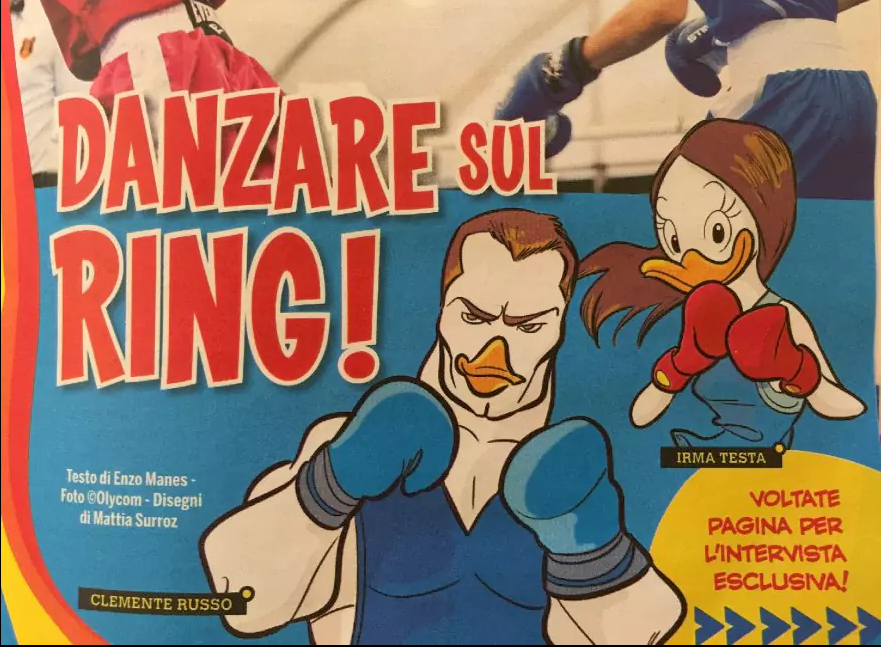 DANZARE SUL
RING!
Testo di Enzo Manes -
Foto ©Olycom - Disegni
di Mattia Surroz
IRMA TESTA
CLEMENTE RUSSO
VOLTATE
PAGINA PER
L'INTERVISTA
ESCLUSIVA!